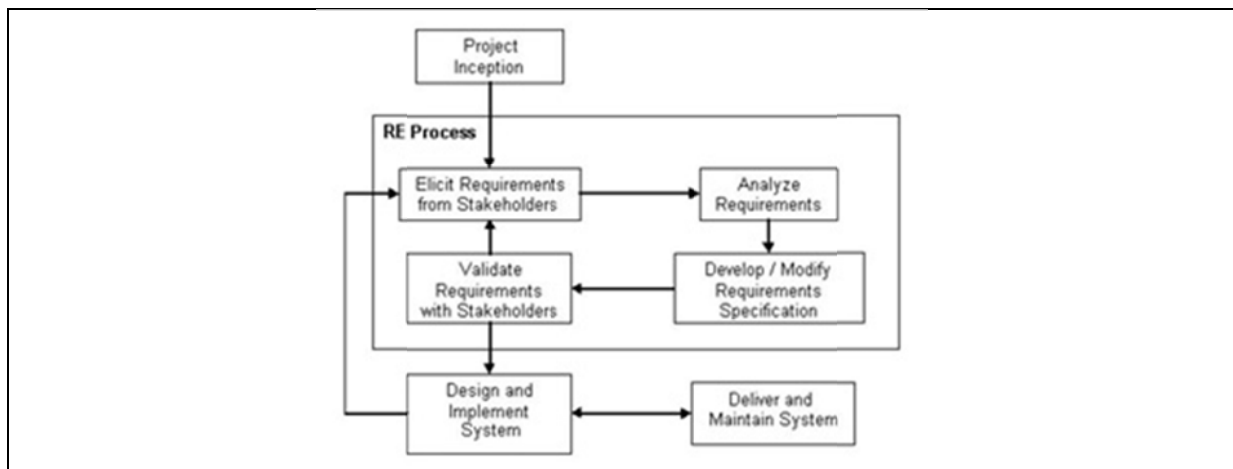 Project
Inception
RE Process
Elicit Requirements
from Stakeholders
Analyze
Requirements
Validate
Requirements
with Stakeholders
Develop / Modify
Requirements
Specification
Design and
Implement
System
Deliver and
Maintain System